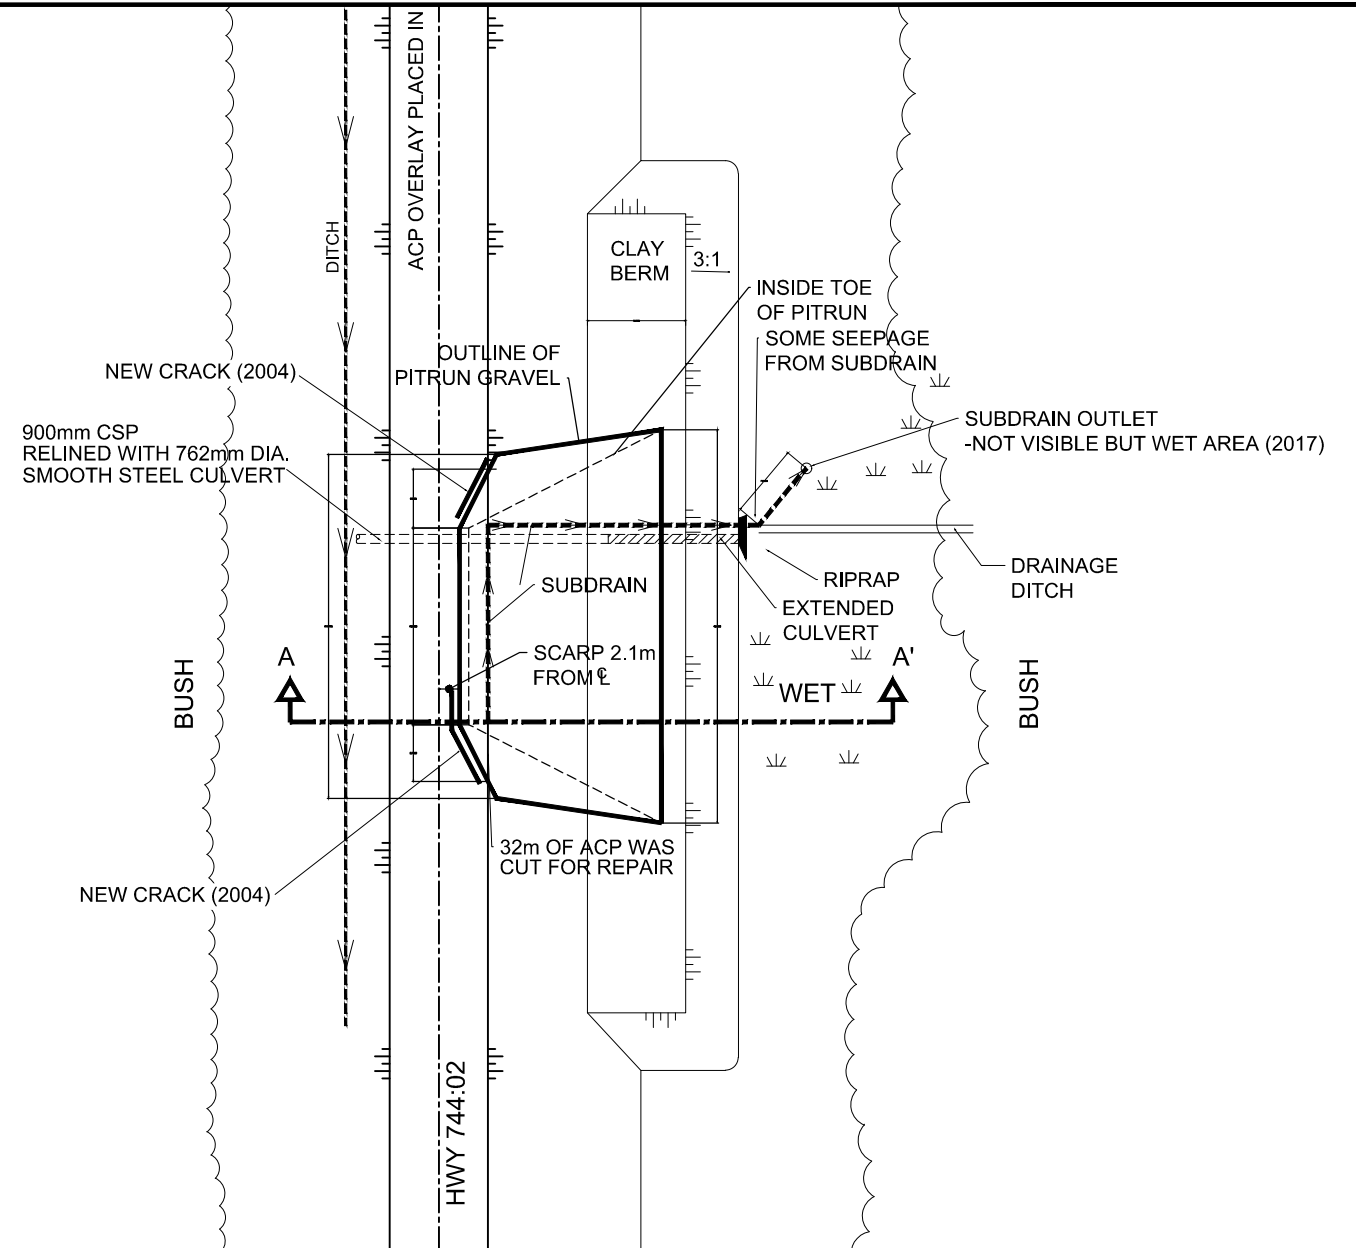 ACP OVERLAY PLACED IN
DITCH
CLAY
BERM
3:1
INSIDE TOE
OF PITRUN
SOME SEEPAGE
FROM SUBDRAIN
OUTLINE OF
PITRUN GRAVEL
NEW CRACK (2004)
900mm CSP
RELINED WITH 762mm DIA.
SMOOTH STEEL CULVERT
SUBDRAIN OUTLET
-NOT VISIBLE BUT WET AREA (2017)
DRAINAGE
DITCH
RIPRAP
SUBDRAIN
EXTENDED
CULVERT
SCARP 2.1m
FROM ℄
A
A'
WET
BUSH
BUSH
32m OF ACP WAS
CUT FOR REPAIR
NEW CRACK (2004)
HWY 744:02